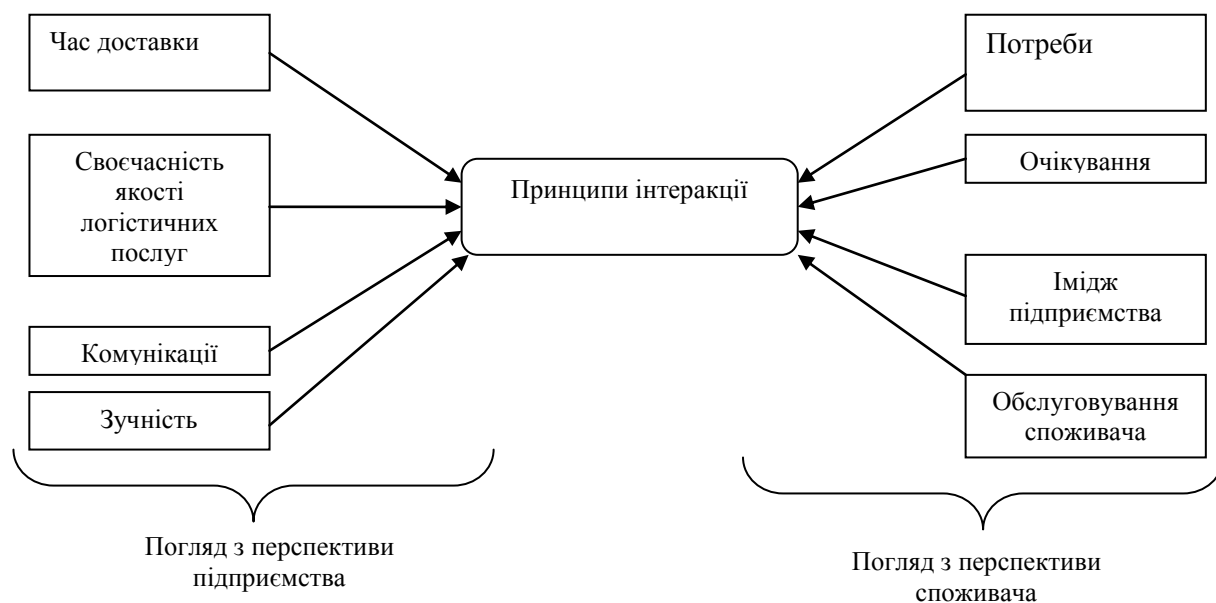 Час доставки
Своєчасність
якості
логістичних
послуг
Комунікації
Зучність
Погляд з перспективи
підприємства
Принципи інтеракції
Потреби
Очікування
Імідж
підприємства
Обслуговування
споживача
Погляд з перспективи
споживача